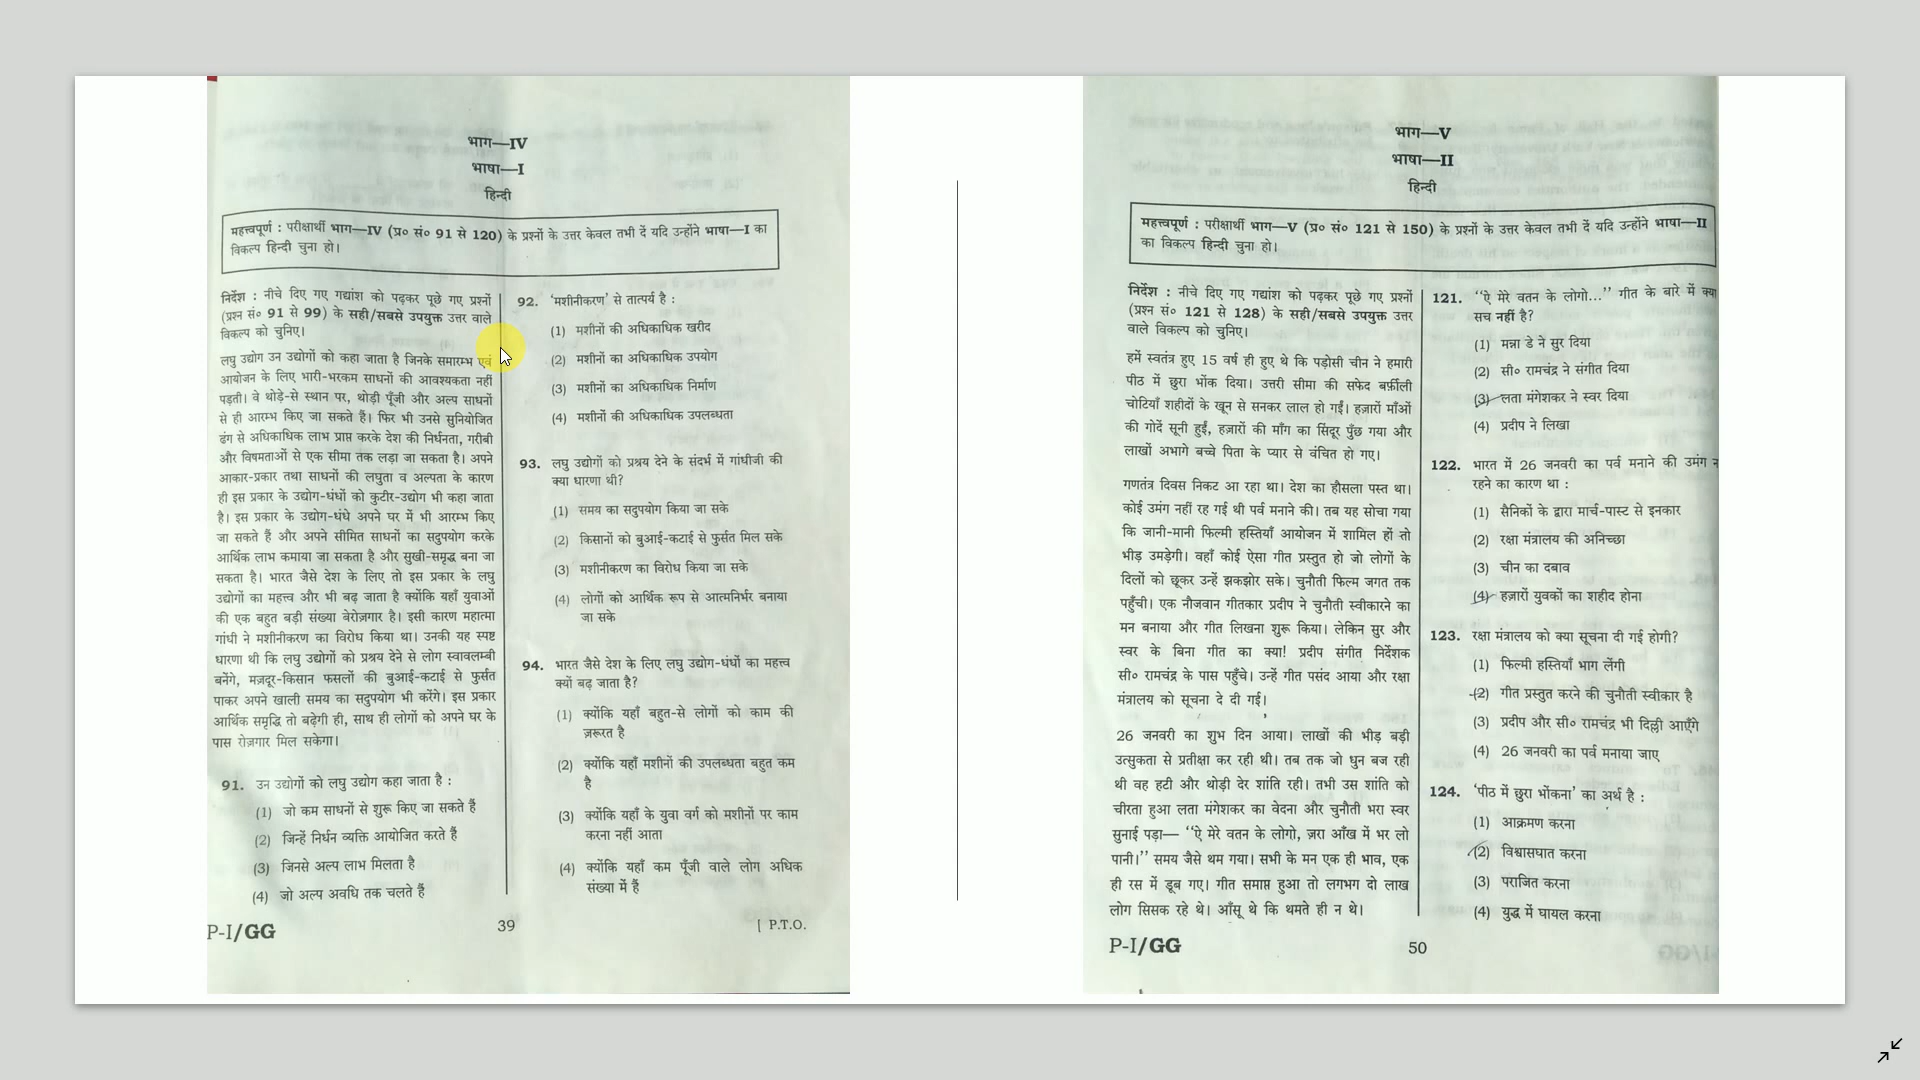 भाग—IV
भाषा—I
हिन्दी
महत्त्वपूर्ण : परीक्षार्थी भाग—IV (प्र० सं० 91 से 120) के प्रश्नों के उत्तर केवल तभी दें यदि उन्होंने भाषा—I का
विकल्प हिन्दी चुना हो।
निर्देश : नीचे दिए गए गद्यांश को पढ़कर पूछे गए प्रश्नों
(प्रश्न सं० 91 से 99) के सही/सबसे उपयुक्त उत्तर वाले
विकल्प को चुनिए।
लघु उद्योग उन उद्योगों को कहा जाता है जिनके समारम्भ एवं
आयोजन के लिए भारी-भरकम साधनों की आवश्यकता नहीं
पड़ती। वे थोड़े-से स्थान पर, थोड़ी पूँजी और अल्प साधनों
से ही आरम्भ किए जा सकते हैं। फिर भी उनसे सुनियोजित
ढंग से अधिकाधिक लाभ प्राप्त करके देश की निर्धनता, गरीबी
और विषमताओं से एक सीमा तक लड़ा जा सकता है। अपने
आकार-प्रकार तथा साधनों की लघुता व अल्पता के कारण
ही इस प्रकार के उद्योग-धंधों को कुटीर-उद्योग भी कहा जाता
है। इस प्रकार के उद्योग-धंधे अपने घर में भी आरम्भ किए
जा सकते हैं और अपने सीमित साधनों का सदुपयोग करके
आर्थिक लाभ कमाया जा सकता है और सुखी-समृद्ध बना जा
सकता है। भारत जैसे देश के लिए तो इस प्रकार के लघु
उद्योगों का महत्त्व और भी बढ़ जाता है क्योंकि यहाँ युवाओं
की एक बहुत बड़ी संख्या बेरोज़गार है। इसी कारण महात्मा
गांधी ने मशीनीकरण का विरोध किया था। उनकी यह स्पष्ट
धारणा थी कि लघु उद्योगों को प्रश्रय देने से लोग स्वावलम्बी
बनेंगे, मज़दूर-किसान फसलों की बुआई-कटाई से फुर्सत
पाकर अपने खाली समय का सदुपयोग भी करेंगे। इस प्रकार
आर्थिक समृद्धि तो बढ़ेगी ही, साथ ही लोगों को अपने घर के
पास रोज़गार मिल सकेगा।
91. उन उद्योगों को लघु उद्योग कहा जाता है :
(1) जो कम साधनों से शुरू किए जा सकते हैं
(2) जिन्हें निर्धन व्यक्ति आयोजित करते हैं
(3) जिनसे अल्प लाभ मिलता है
(4) जो अल्प अवधि तक चलते हैं
92. ‘मशीनीकरण’ से तात्पर्य है :
(1) मशीनों की अधिकाधिक खरीद
(2) मशीनों का अधिकाधिक उपयोग
(3) मशीनों का अधिकाधिक निर्माण
(4) मशीनों की अधिकाधिक उपलब्धता
93. लघु उद्योगों को प्रश्रय देने के संदर्भ में गांधीजी की
क्या धारणा थी?
(1) समय का सदुपयोग किया जा सके
(2) किसानों को बुआई-कटाई से फुर्सत मिल सके
(3) मशीनीकरण का विरोध किया जा सके
(4) लोगों को आर्थिक रूप से आत्मनिर्भर बनाया
जा सके
94. भारत जैसे देश के लिए लघु उद्योग-धंधों का महत्त्व
क्यों बढ़ जाता है?
(1) क्योंकि यहाँ बहुत-से लोगों को काम की
ज़रूरत है
(2) क्योंकि यहाँ मशीनों की उपलब्धता बहुत कम
है
(3) क्योंकि यहाँ के युवा वर्ग को मशीनों पर काम
करना नहीं आता
(4) क्योंकि यहाँ कम पूँजी वाले लोग अधिक
संख्या में हैं
P-I/GG
39
[ P.T.O.
भाग—V
भाषा—II
हिन्दी
महत्त्वपूर्ण : परीक्षार्थी भाग—V (प्र० सं० 121 से 150) के प्रश्नों के उत्तर केवल तभी दें यदि उन्होंने भाषा—II
का विकल्प हिन्दी चुना हो।
निर्देश : नीचे दिए गए गद्यांश को पढ़कर पूछे गए प्रश्नों
(प्रश्न सं० 121 से 128) के सही/सबसे उपयुक्त उत्तर
वाले विकल्प को चुनिए।
हमें स्वतंत्र हुए 15 वर्ष ही हुए थे कि पड़ोसी चीन ने हमारी
पीठ में छुरा भोंक दिया। उत्तरी सीमा की सफेद बर्फ़ीली
चोटियाँ शहीदों के खून से सनकर लाल हो गईं। हज़ारों माँओं
की गोदें सूनी हुईं, हज़ारों की माँग का सिंदूर पुँछ गया और
लाखों अभागे बच्चे पिता के प्यार से वंचित हो गए।
गणतंत्र दिवस निकट आ रहा था। देश का हौसला पस्त था।
कोई उमंग नहीं रह गई थी पर्व मनाने की। तब यह सोचा गया
कि जानी-मानी फिल्मी हस्तियाँ आयोजन में शामिल हों तो
भीड़ उमड़ेगी। वहाँ कोई ऐसा गीत प्रस्तुत हो जो लोगों के
दिलों को छूकर उन्हें झकझोर सके। चुनौती फिल्म जगत तक
पहुँची। एक नौजवान गीतकार प्रदीप ने चुनौती स्वीकारने का
मन बनाया और गीत लिखना शुरू किया। लेकिन सुर और
स्वर के बिना गीत का क्या! प्रदीप संगीत निर्देशक
सी० रामचंद्र के पास पहुँचे। उन्हें गीत पसंद आया और रक्षा
मंत्रालय को सूचना दे दी गई।
26 जनवरी का शुभ दिन आया। लाखों की भीड़ बड़ी
उत्सुकता से प्रतीक्षा कर रही थी। तब तक जो धुन बज रही
थी वह हटी और थोड़ी देर शांति रही। तभी उस शांति को
चीरता हुआ लता मंगेशकर का वेदना और चुनौती भरा स्वर
सुनाई पड़ा— ‘‘ऐ मेरे वतन के लोगो, ज़रा आँख में भर लो
पानी।’’ समय जैसे थम गया। सभी के मन एक ही भाव, एक
ही रस में डूब गए। गीत समाप्त हुआ तो लगभग दो लाख
लोग सिसक रहे थे। आँसू थे कि थमते ही न थे।
121. ‘‘ऐ मेरे वतन के लोगो...’’ गीत के बारे में क्या
सच नहीं है?
(1) मन्ना डे ने सुर दिया
(2) सी० रामचंद्र ने संगीत दिया
(3) लता मंगेशकर ने स्वर दिया
(4) प्रदीप ने लिखा
122. भारत में 26 जनवरी का पर्व मनाने की उमंग न
रहने का कारण था :
(1) सैनिकों के द्वारा मार्च-पास्ट से इनकार
(2) रक्षा मंत्रालय की अनिच्छा
(3) चीन का दबाव
(4) हज़ारों युवकों का शहीद होना
123. रक्षा मंत्रालय को क्या सूचना दी गई होगी?
(1) फिल्मी हस्तियाँ भाग लेंगी
(2) गीत प्रस्तुत करने की चुनौती स्वीकार है
(3) प्रदीप और सी० रामचंद्र भी दिल्ली आएँगे
(4) 26 जनवरी का पर्व मनाया जाए
124. ‘पीठ में छुरा भोंकना’ का अर्थ है :
(1) आक्रमण करना
(2) विश्वासघात करना
(3) पराजित करना
(4) युद्ध में घायल करना
P-I/GG
50